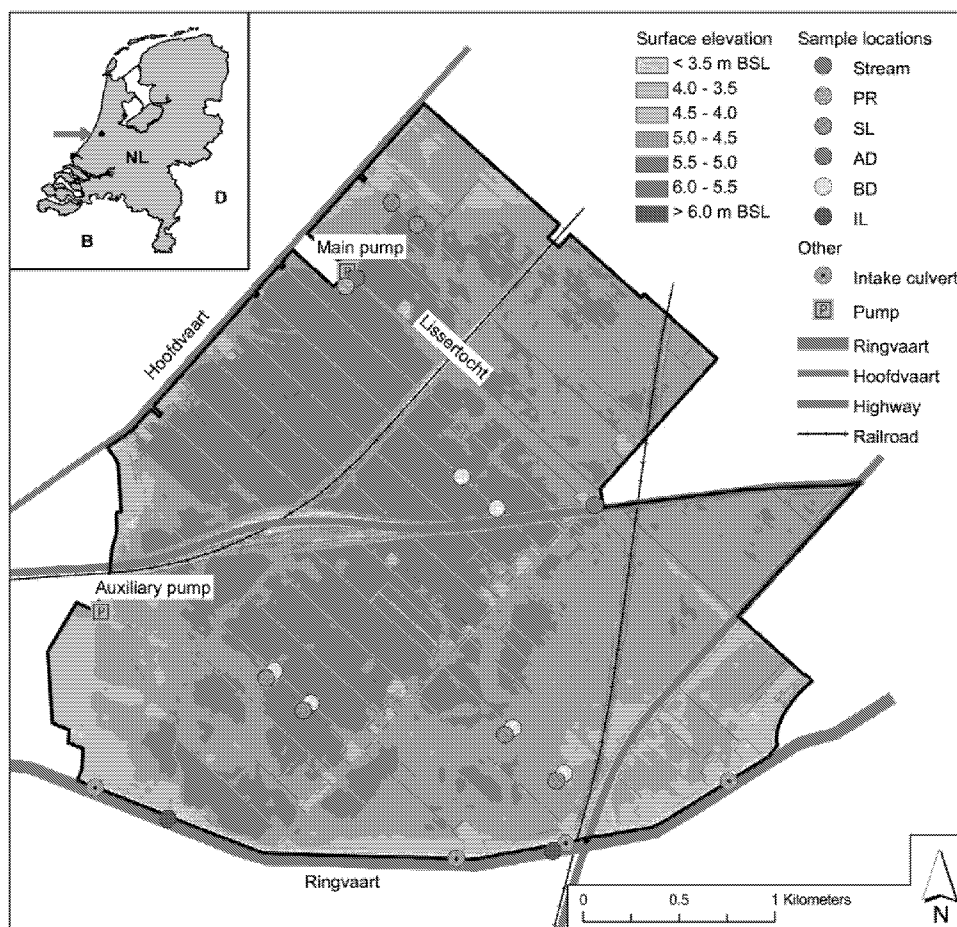 NL
D
B
Surface elevation
< 3.5 m BSL
4.0 - 3.5
4.5 - 4.0
5.0 - 4.5
5.5 - 5.0
6.0 - 5.5
> 6.0 m BSL
Sample locations
Stream
PR
SL
AD
BD
IL
Other
Intake culvert
P Pump
Ringvaart
Hoofdvaart
Highway
Railroad
Main pump
P
Hoofdvaart
Lissertocht
Auxiliary pump
P
Ringvaart
0 0.5 1 Kilometers
N